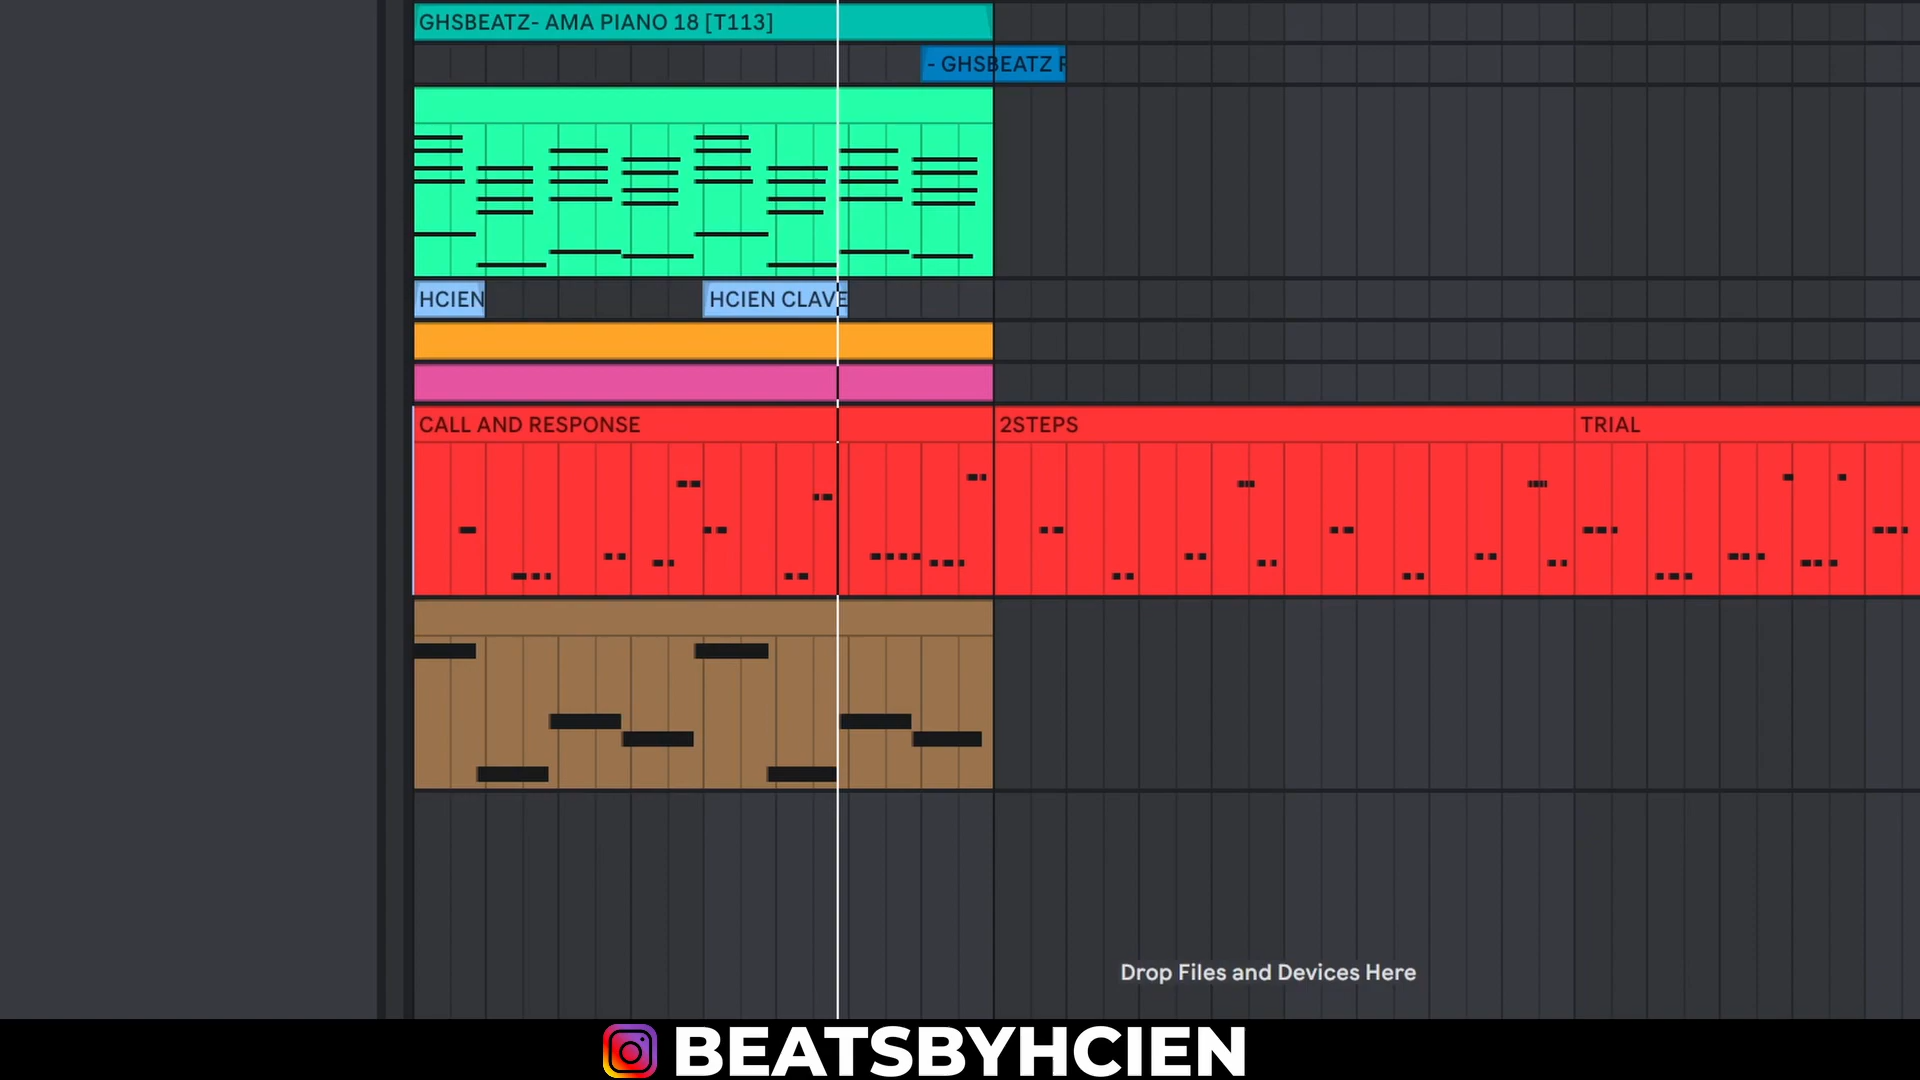 GHSBEATZ- AMA PIANO 18 [T113]
- GHSBEATZ
HCIEN
HCIEN CLAVE
CALL AND RESPONSE
2STEPS
TRIAL
Drop Files and Devices Here
BEATSBYHCIEN